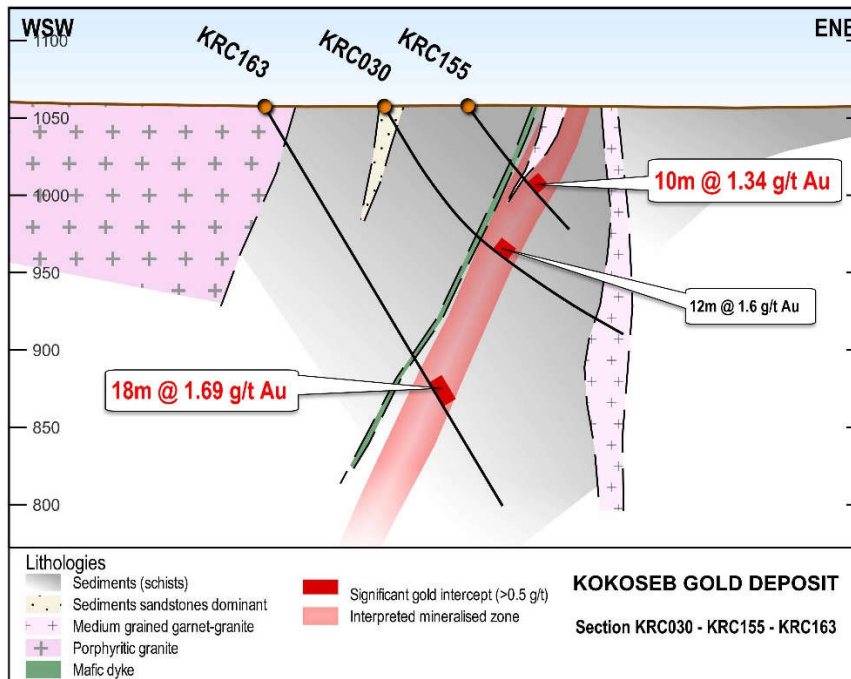 WSW
ENE
KRC163
KRC030
KRC155
1100
1050
1000
950
900
850
800
10m @ 1.34 g/t Au
12m @ 1.6 g/t Au
18m @ 1.69 g/t Au
Lithologies
Sediments (schists)
Sediments sandstones dominant
Medium grained garnet-granite
Porphyritic granite
Mafic dyke
Significant gold intercept (>0.5 g/t)
Interpreted mineralised zone
KOKOSEB GOLD DEPOSIT
Section KRC030 - KRC155 - KRC163